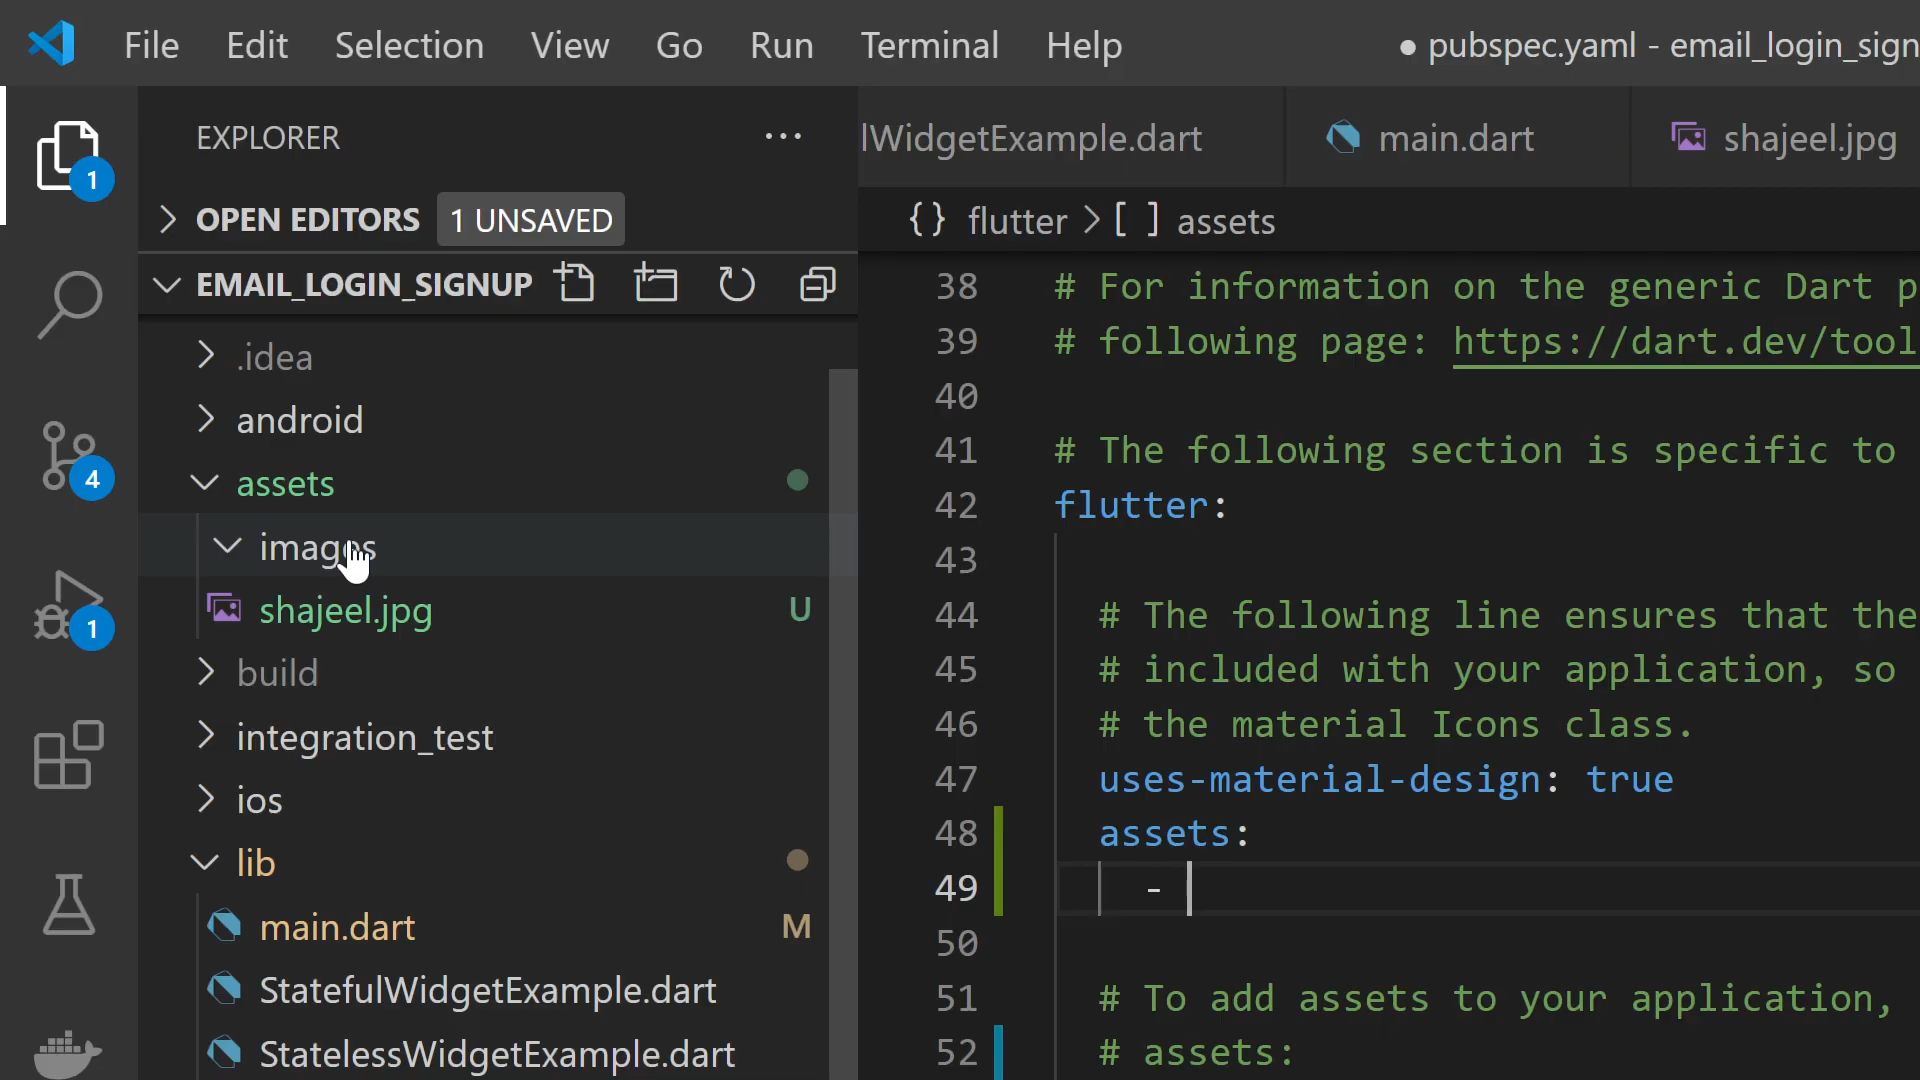 File Edit Selection View Go Run Terminal Help
● pubspec.yaml - email_login_sign
EXPLORER
lWidgetExample.dart
main.dart
shajeel.jpg
1
OPEN EDITORS
1 UNSAVED
{} flutter > [ ] assets
EMAIL_LOGIN_SIGNUP
.idea
android
assets
images
shajeel.jpg U
build
integration_test
ios
lib
main.dart M
StatefulWidgetExample.dart
StatelessWidgetExample.dart
4
1
38 # For information on the generic Dart p
39 # following page: https://dart.dev/tool
40
41 # The following section is specific to
42 flutter:
43
44 # The following line ensures that the
45 # included with your application, so
46 # the material Icons class.
47 uses-material-design: true
48 assets:
49 -
50
51 # To add assets to your application,
52 # assets: